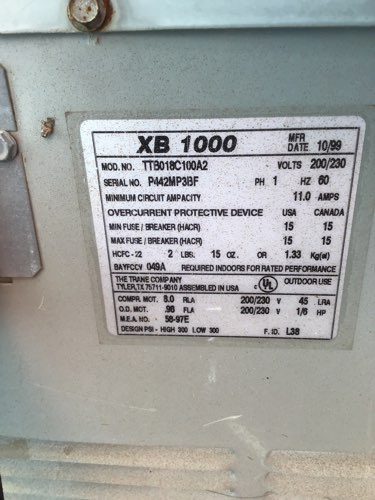 XB 1000 MFR DATE 10/99
MOD. NO. TTB018C100A2 VOLTS 200/230
SERIAL NO. P442MP3BF PH 1 HZ 60
MINIMUM CIRCUIT AMPACITY 11.0 AMPS
OVERCURRENT PROTECTIVE DEVICE USA CANADA
MIN FUSE / BREAKER (HACR) 15 15
MAX FUSE / BREAKER (HACR) 15 15
HCFC - 22 2 LBS. 15 OZ. OR 1.33 Kg(s)
BAYFCCV 049A REQUIRED INDOORS FOR RATED PERFORMANCE
THE TRANE COMPANY
TYLER,TX 75711-9010 ASSEMBLED IN USA UL OUTDOOR USE
COMPR. MOT. 8.0 RLA 200/230 V 45 LRA
O.D. MOT. .98 FLA 200/230 V 1/6 HP
M.E.A. NO. 58-97E
DESIGN PSI - HIGH 300 LOW 300 F. ID. L38